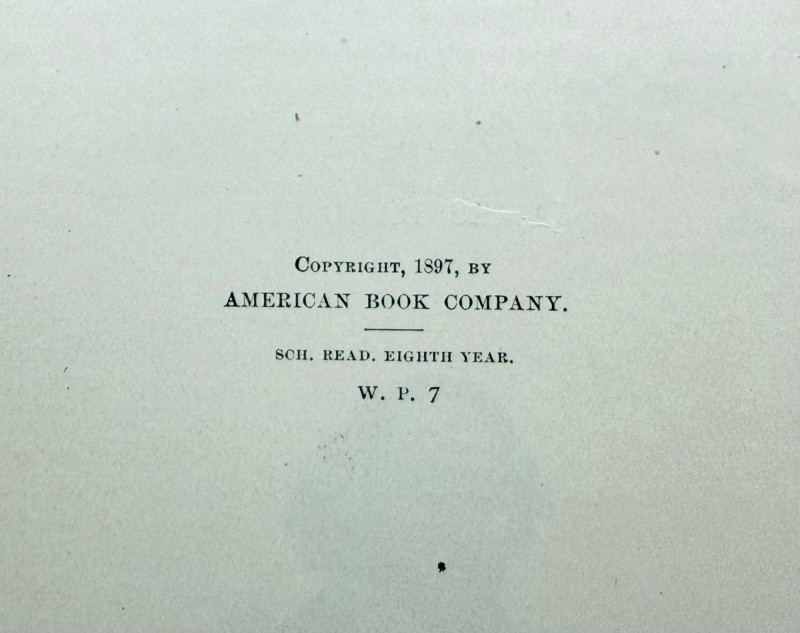 Copyright, 1897, by
AMERICAN BOOK COMPANY.
SCH. READ. EIGHTH YEAR.
W. P. 7